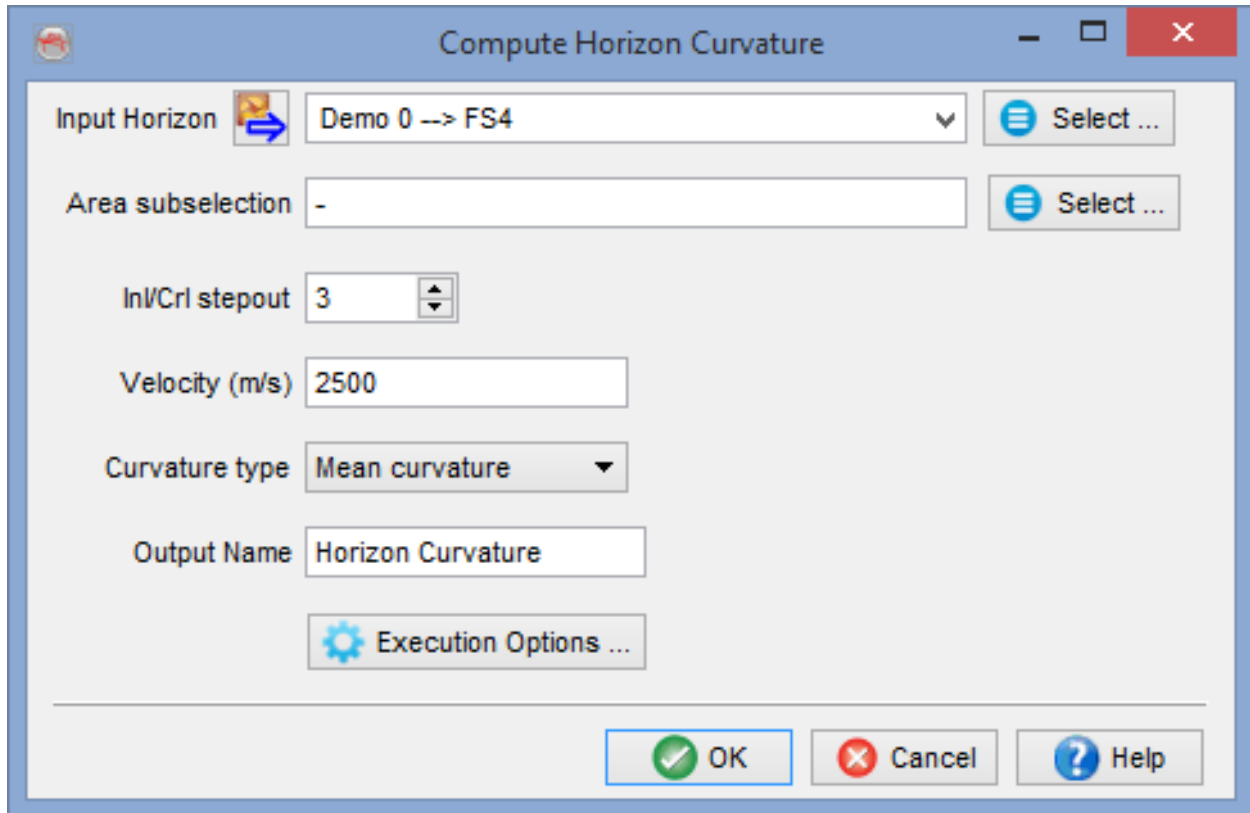 Compute Horizon Curvature
Input Horizon Demo 0 --> FS4 Select ...
Area subselection - Select ...
Inl/Crl stepout 3
Velocity (m/s) 2500
Curvature type Mean curvature
Output Name Horizon Curvature
Execution Options ...
OK Cancel Help